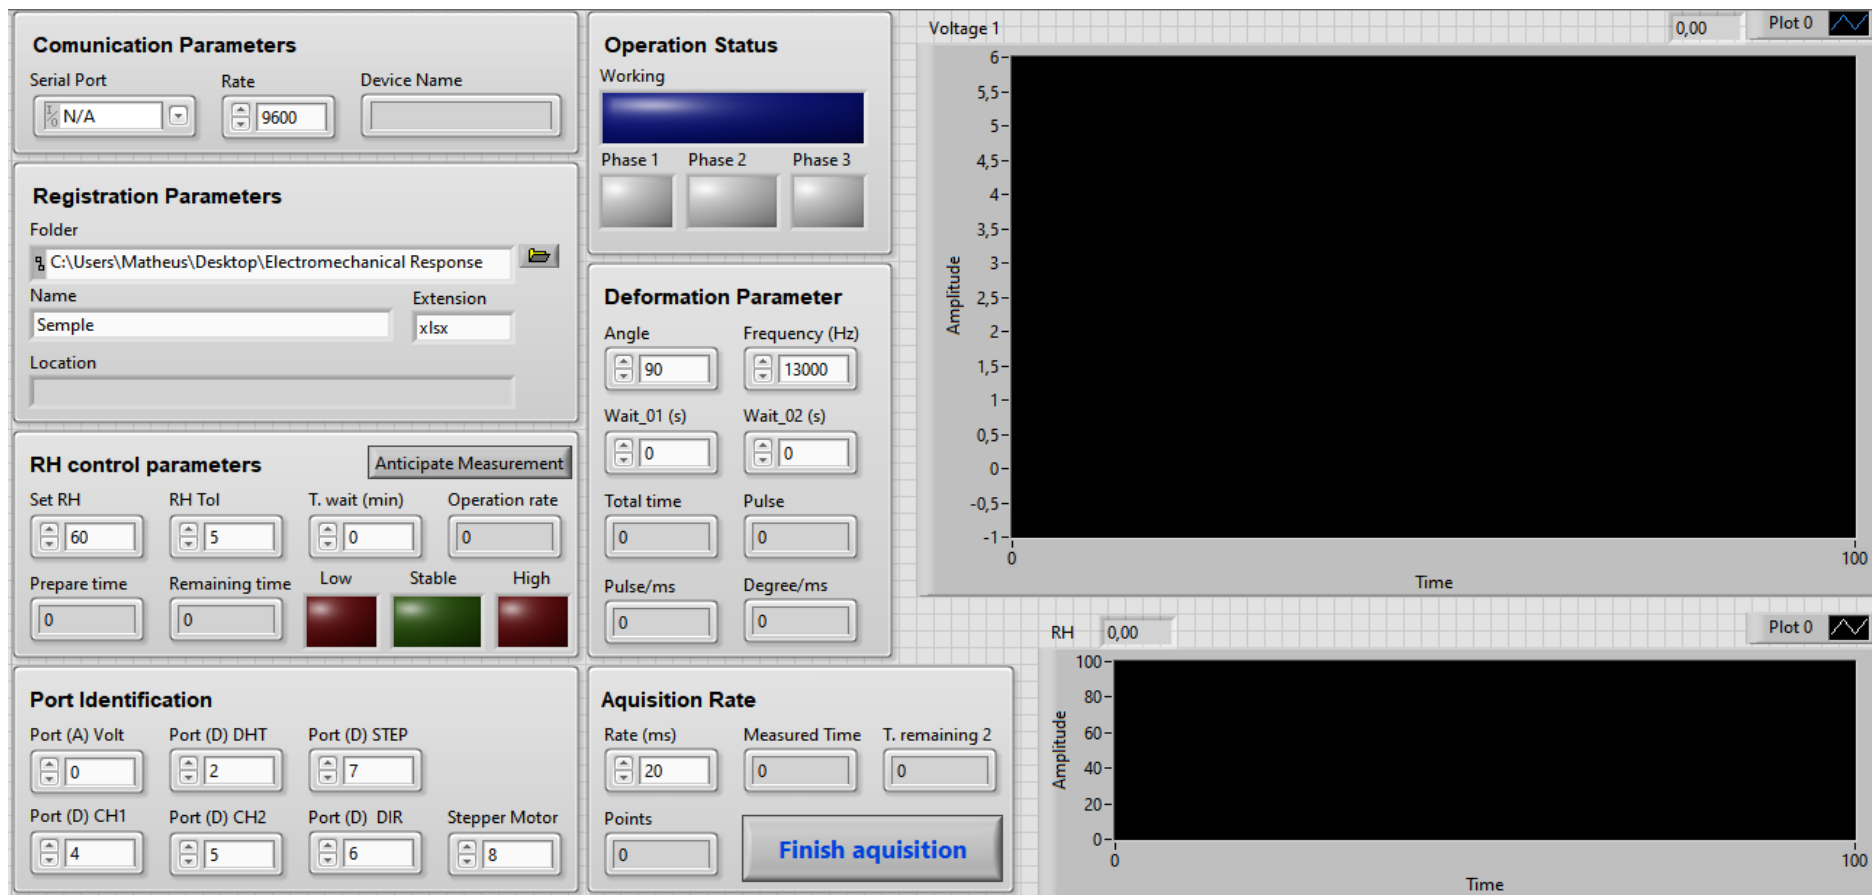 Comunication Parameters
Serial Port Rate Device Name
N/A 9600
Registration Parameters
Folder
C:\Users\Matheus\Desktop\Electromechanical Response
Name Extension
Semple xlsx
Location
RH control parameters Anticipate Measurement
Set RH RH Tol T. wait (min) Operation rate
60 5 0 0
Prepare time Remaining time Low Stable High
0 0
Port Identification
Port (A) Volt Port (D) DHT Port (D) STEP
0 2 7
Port (D) CH1 Port (D) CH2 Port (D) DIR Stepper Motor
4 5 6 8
Operation Status
Working
Phase 1 Phase 2 Phase 3
Deformation Parameter
Angle Frequency (Hz)
90 13000
Wait_01 (s) Wait_02 (s)
0 0
Total time Pulse
0 0
Pulse/ms Degree/ms
0 0
Aquisition Rate
Rate (ms) Measured Time T. remaining 2
20 0 0
Points
0 Finish aquisition
Voltage 1 0,00 Plot 0
6
5,5
5
4,5
4
3,5
3
2,5
2
1,5
1
0,5
0
-0,5
-1
Amplitude
0 100
Time
RH 0,00 Plot 0
100
80
60
40
20
0
Amplitude
0 100
Time